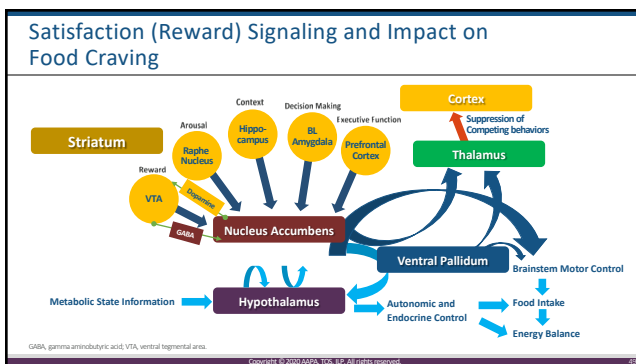 Satisfaction (Reward) Signaling and Impact on
Food Craving
Striatum
Reward
VTA
Arousal
Raphe
Nucleus
Context
Hippo-
campus
Decision Making
BL
Amygdala
Executive Function
Prefrontal
Cortex
Cortex
Suppression of
Competing behaviors
Thalamus
Dopamine
GABA
Nucleus Accumbens
Ventral Pallidum
Brainstem Motor Control
Metabolic State Information
Hypothalamus
Autonomic and
Endocrine Control
Food Intake
Energy Balance
GABA, gamma aminobutyric acid; VTA, ventral tegmental area.
Copyright © 2020 AAPA, TOS, ILP. All rights reserved.